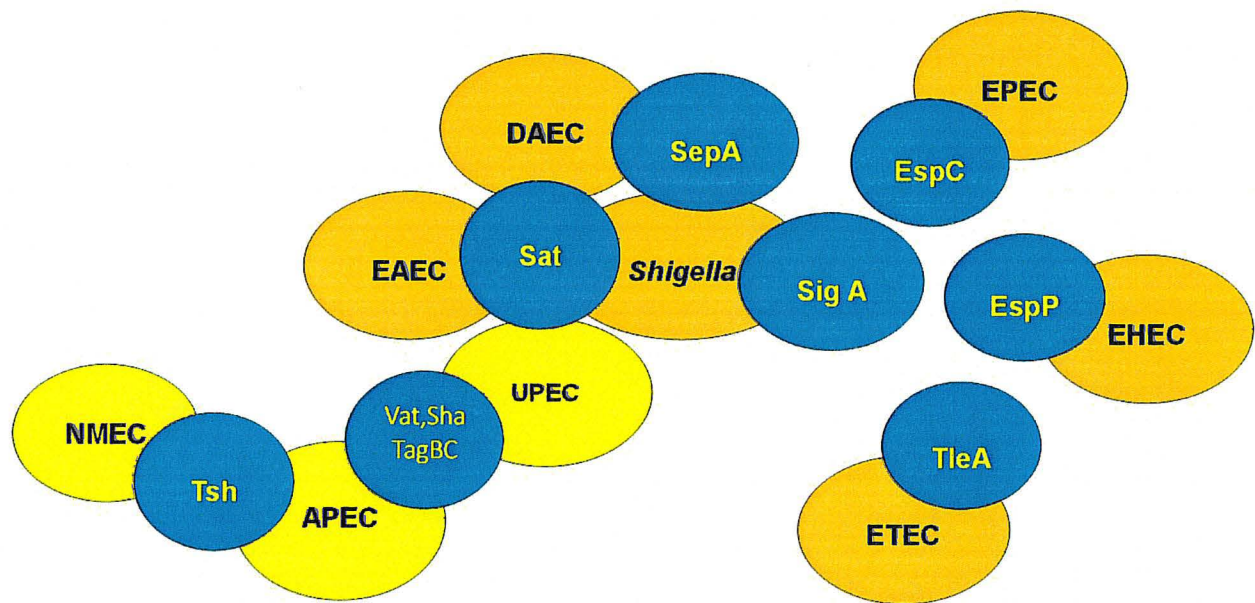 EPEC
DAEC
SepA
EspC
EAEC
Sat
Shigella
Sig A
EspP
EHEC
UPEC
Vat,Sha
TagBC
NMEC
Tsh
APEC
TleA
ETEC